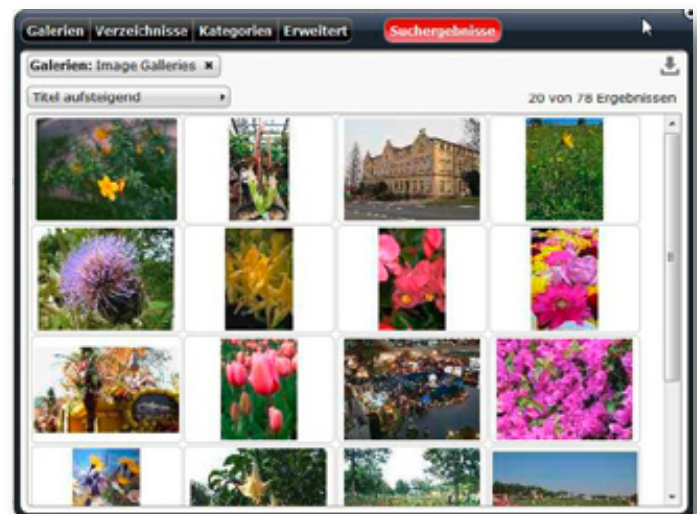 Galerien Verzeichnisse Kategorien Erweitert Suchergebnisse
Galerien: Image Galleries ×
Titel aufsteigend
20 von 78 Ergebnissen